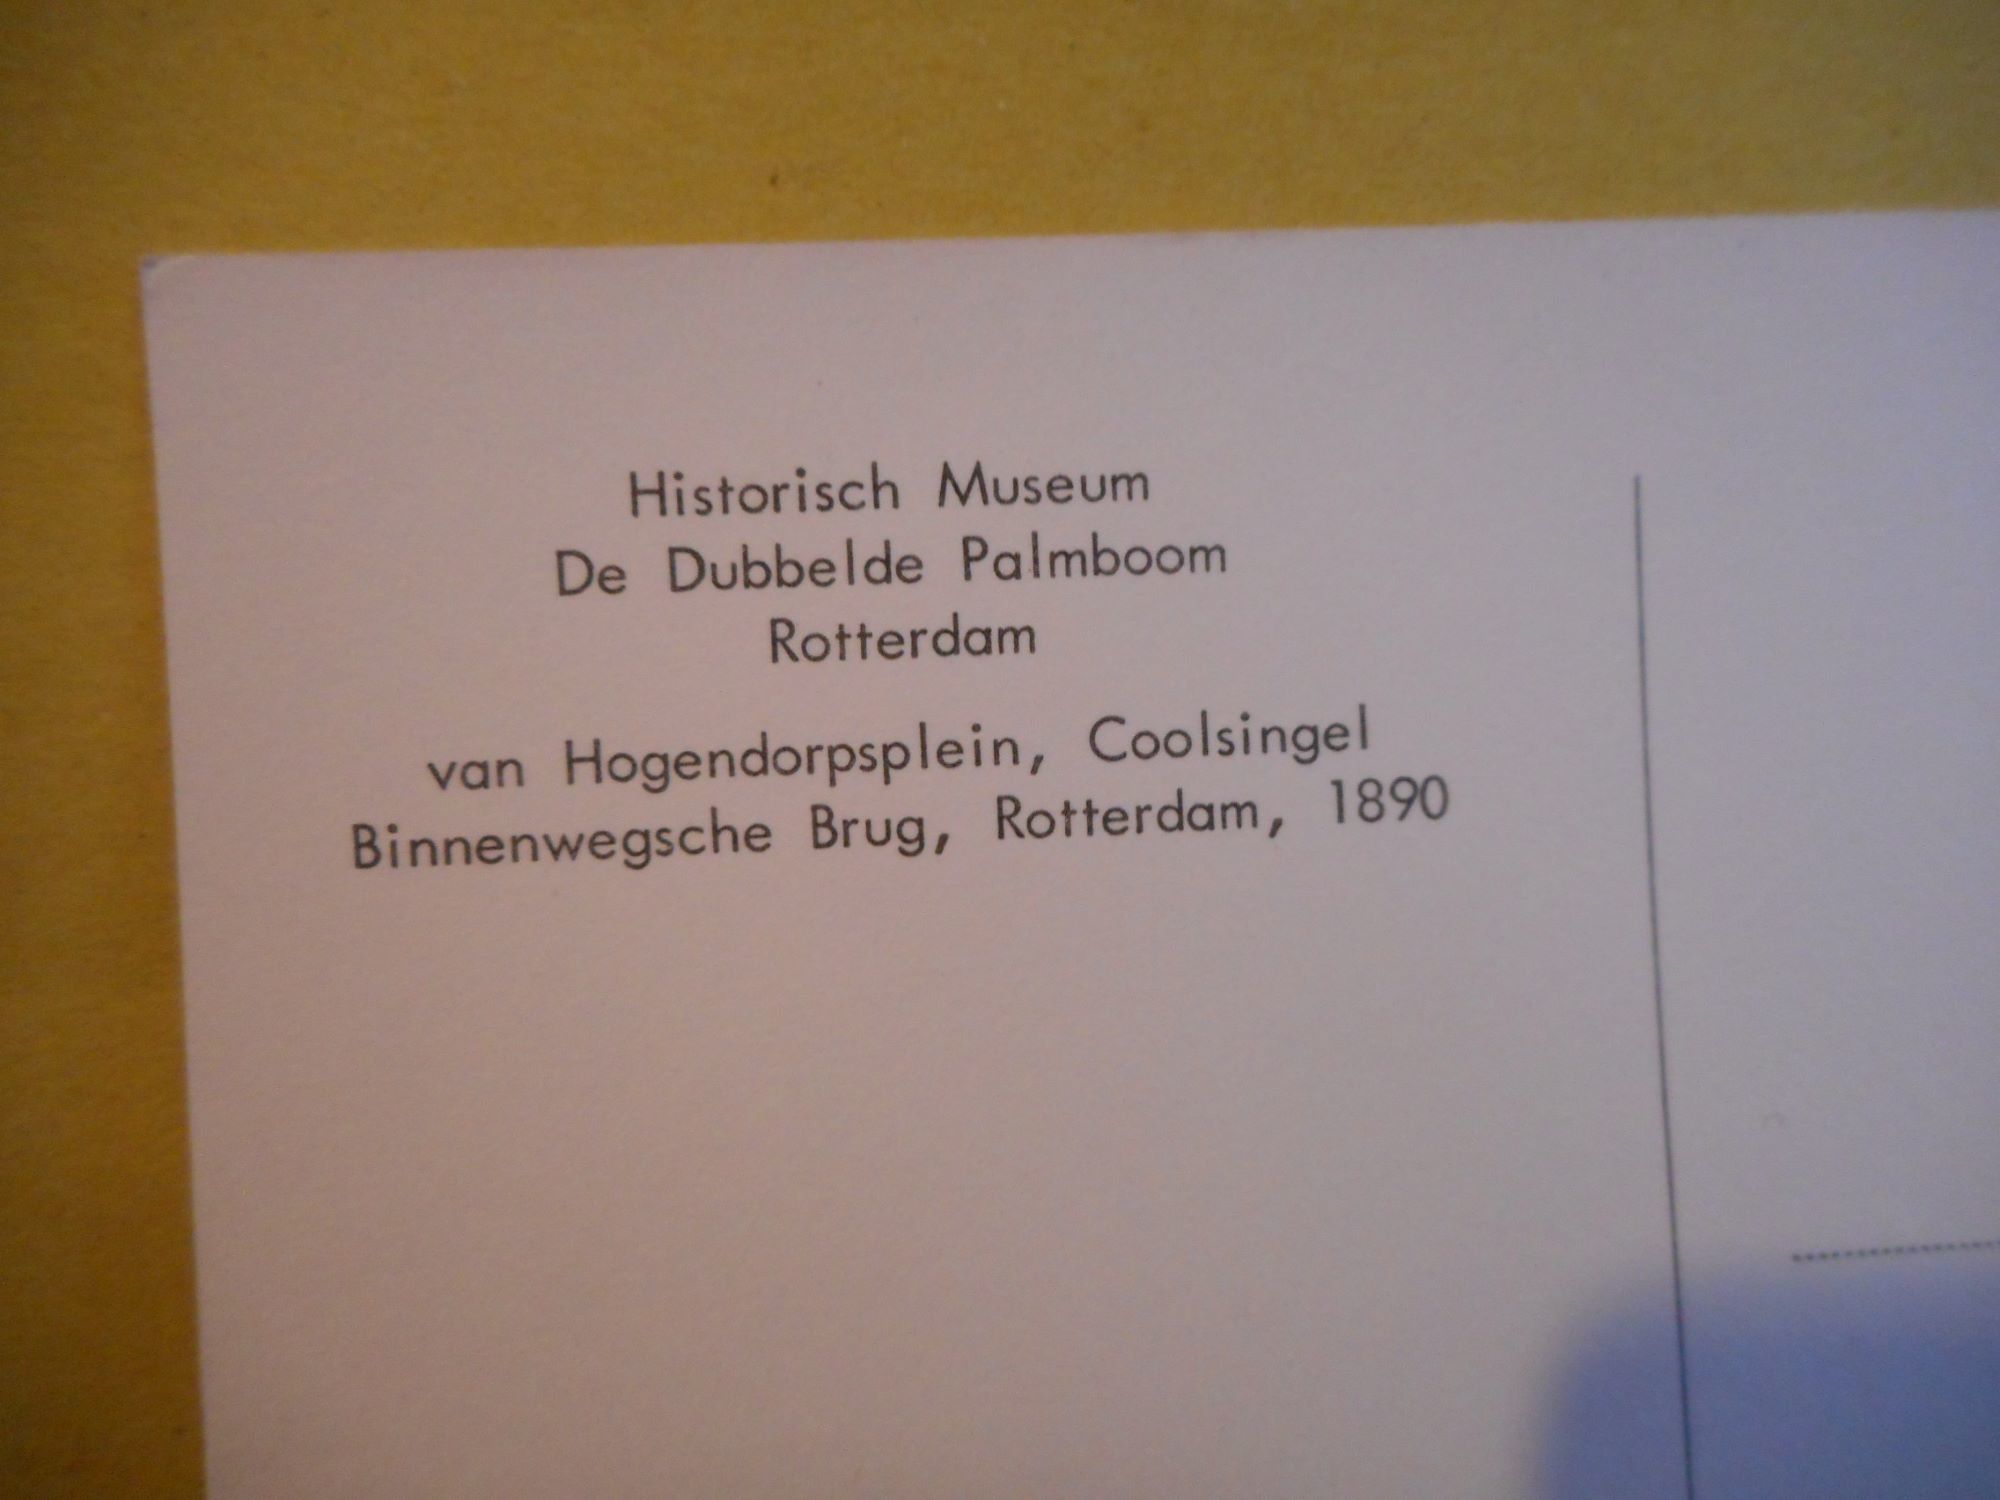 Historisch Museum
De Dubbelde Palmboom
Rotterdam
van Hogendorpsplein, Coolsingel
Binnenwegsche Brug, Rotterdam, 1890